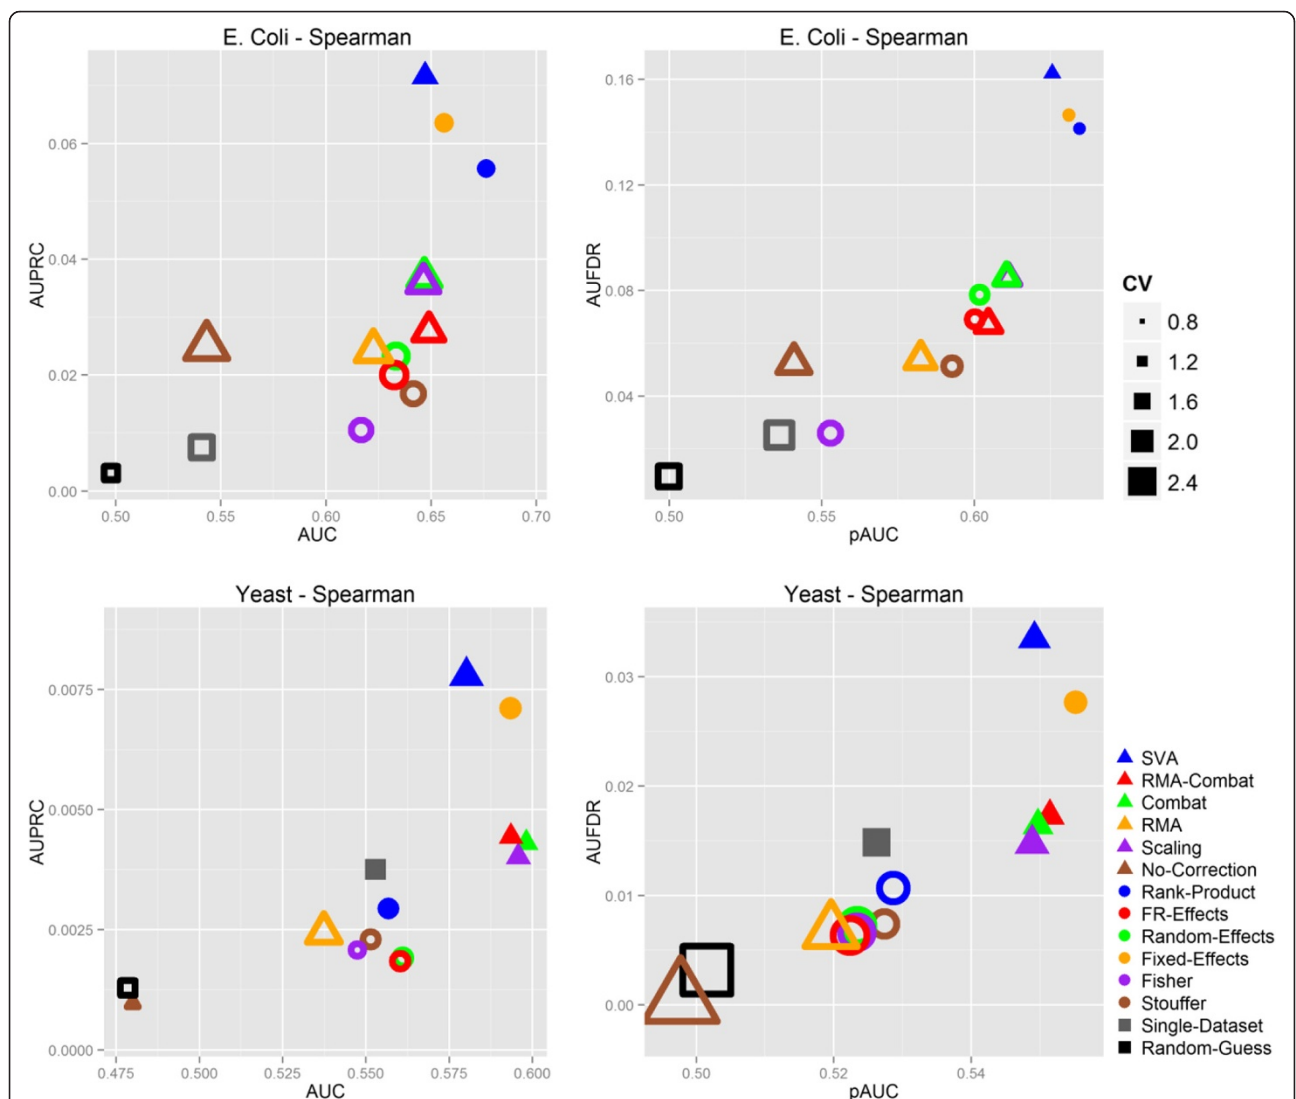 E. Coli - Spearman
AUPRC
0.06
0.04
0.02
0.00
0.50 0.55 0.60 0.65 0.70
AUC
E. Coli - Spearman
AUFDR
0.16
0.12
0.08
0.04
0.50 0.55 0.60
pAUC
CV
0.8
1.2
1.6
2.0
2.4
Yeast - Spearman
AUPRC
0.0075
0.0050
0.0025
0.0000
0.475 0.500 0.525 0.550 0.575 0.600
AUC
Yeast - Spearman
AUFDR
0.03
0.02
0.01
0.00
0.50 0.52 0.54
pAUC
SVA
RMA-Combat
Combat
RMA
Scaling
No-Correction
Rank-Product
FR-Effects
Random-Effects
Fixed-Effects
Fisher
Stouffer
Single-Dataset
Random-Guess